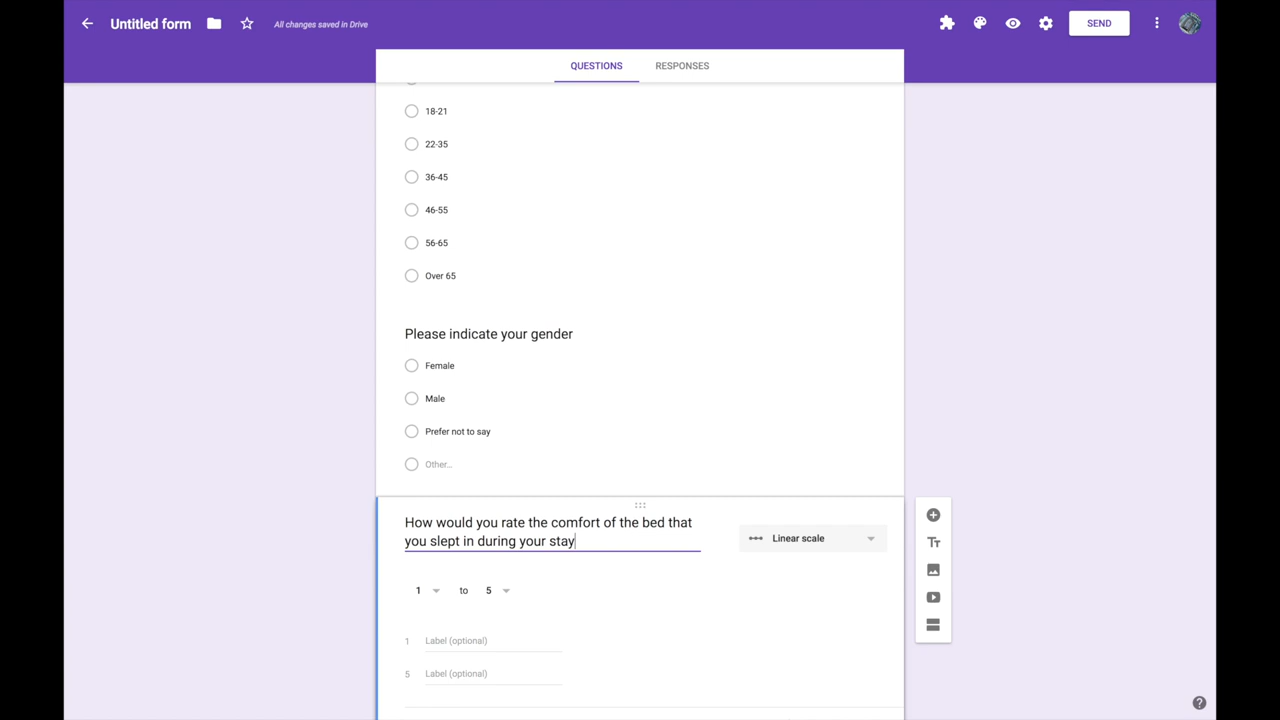 Untitled form
All changes saved in Drive
SEND
QUESTIONS
RESPONSES
18-21
22-35
36-45
46-55
56-65
Over 65
Please indicate your gender
Female
Male
Prefer not to say
Other...
How would you rate the comfort of the bed that
you slept in during your stay
Linear scale
1 to 5
1 Label (optional)
5 Label (optional)